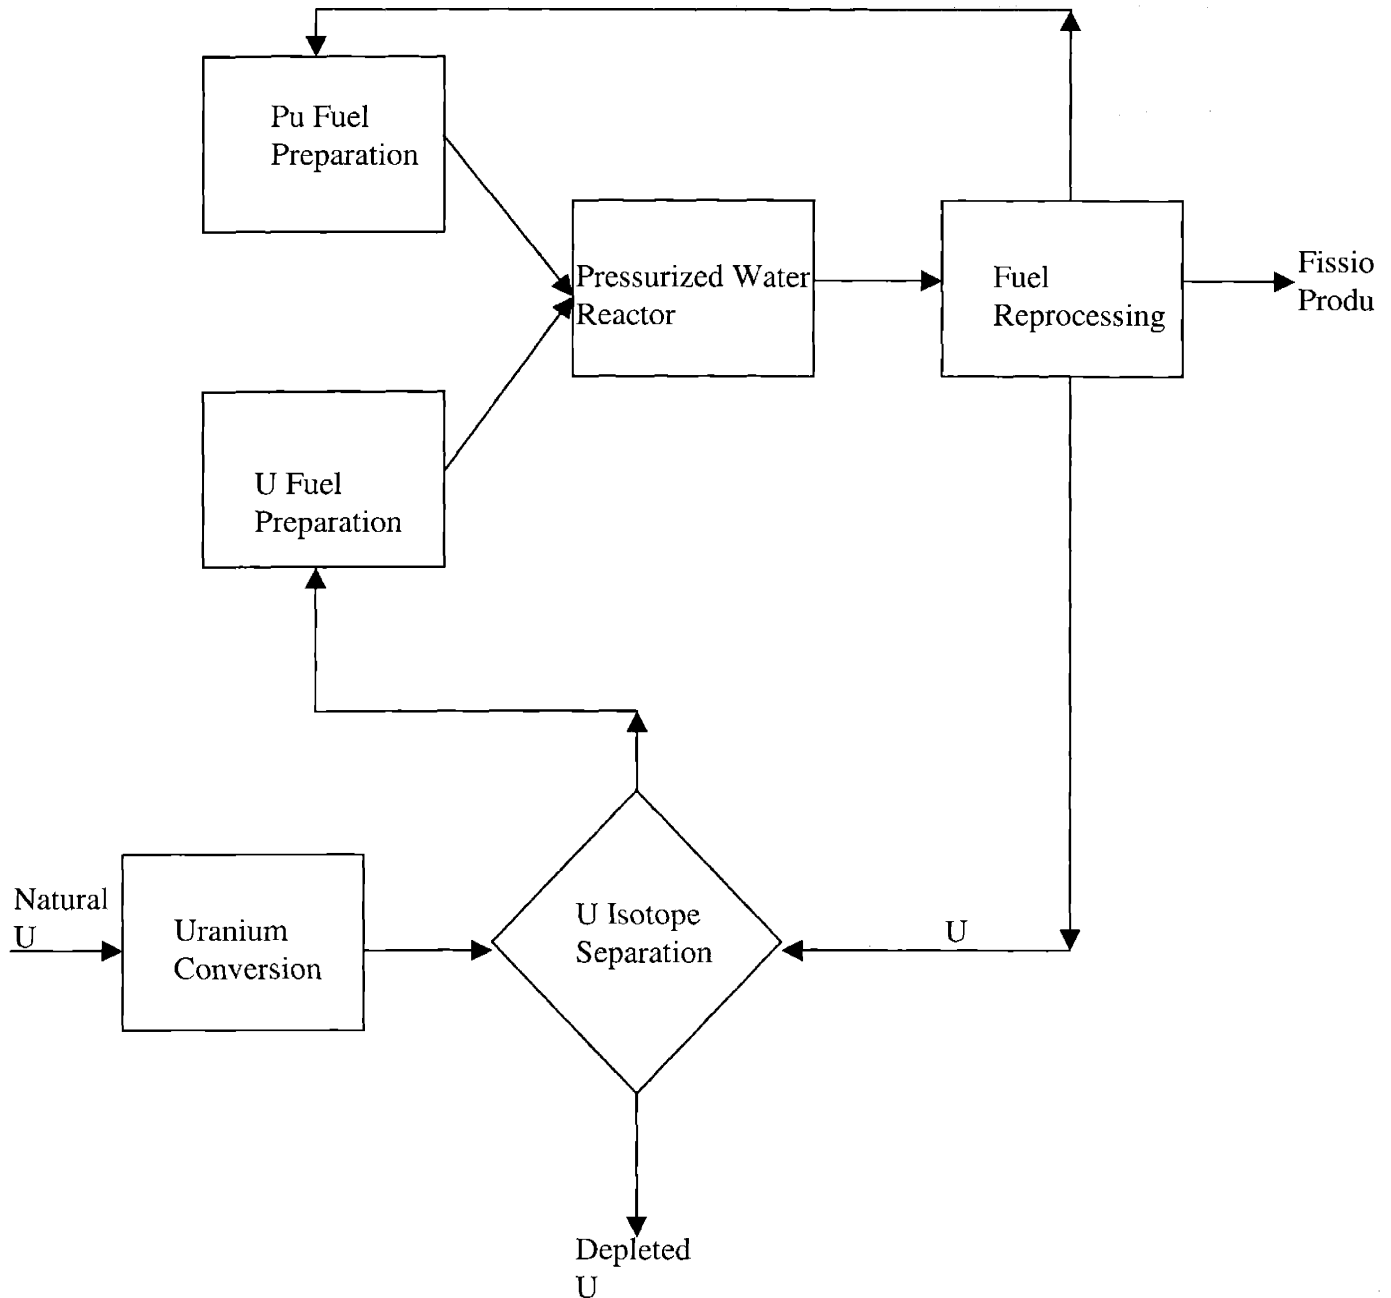 Pu Fuel
Preparation
Pressurized Water
Reactor
Fuel
Reprocessing
Fissio
Produ
U Fuel
Preparation
Natural
U
Uranium
Conversion
U Isotope
Separation
U
Depleted
U